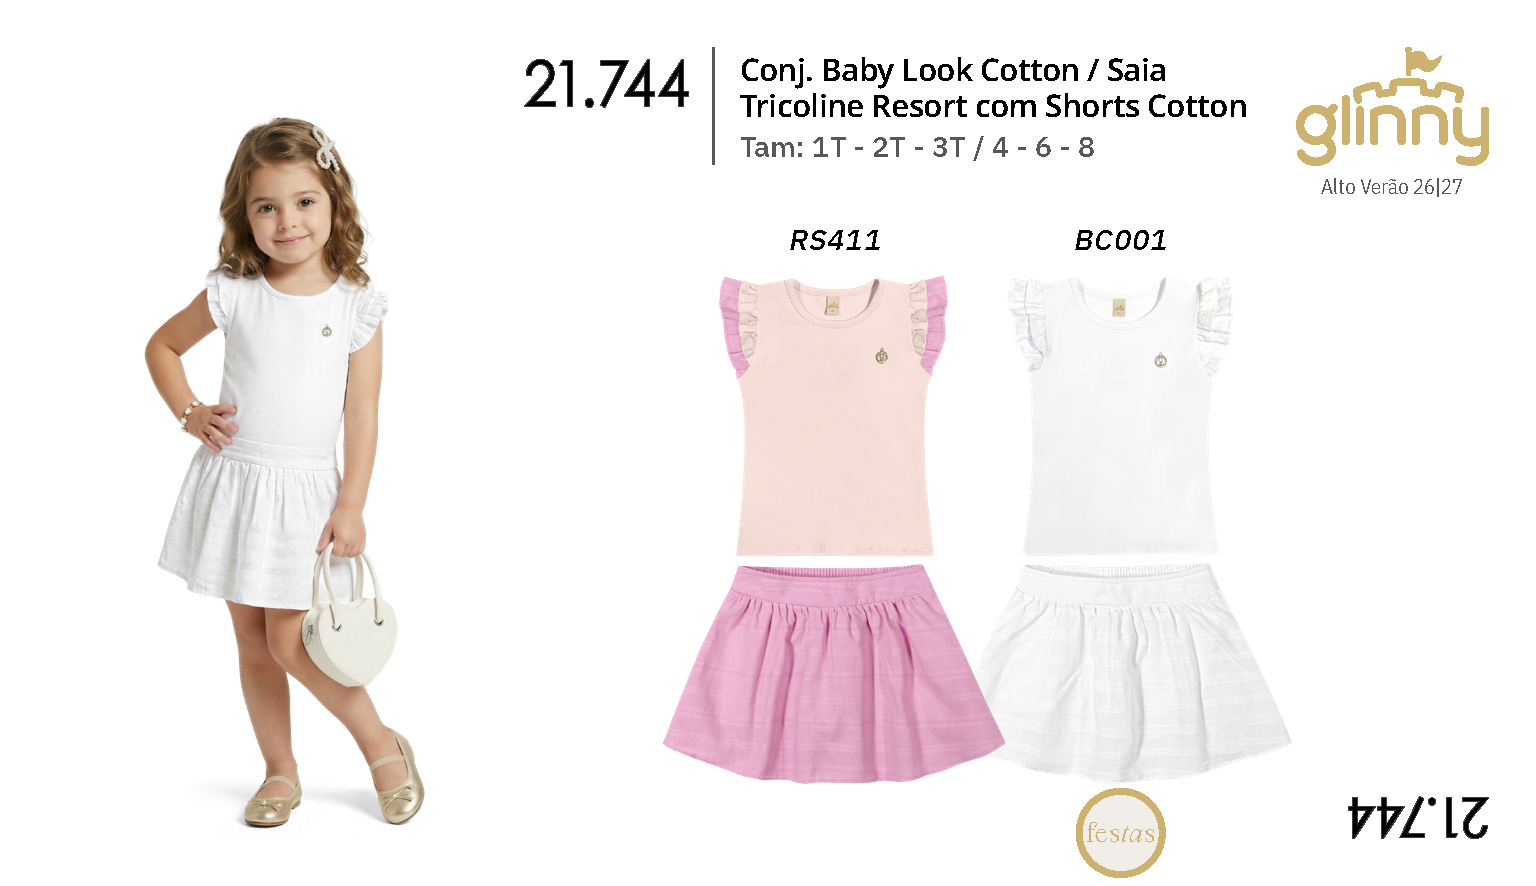 21.744
Conj. Baby Look Cotton / Saia
Tricoline Resort com Shorts Cotton
Tam: 1T - 2T - 3T / 4 - 6 - 8
glinny
Alto Verão 26|27
RS411
BC001
festas
21.744